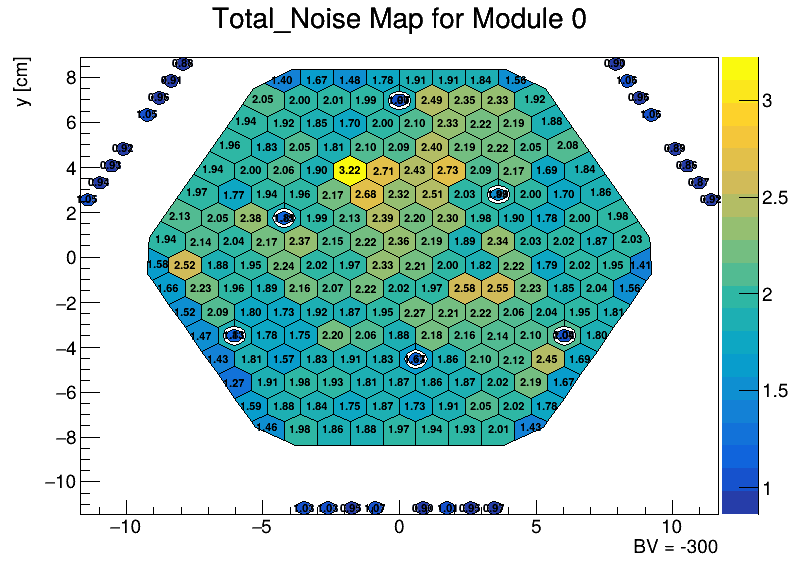 Total_Noise Map for Module 0
y [cm]
8
6
4
2
0
−2
−4
−6
−8
−10
1.40 1.67 1.48 1.78 1.91 1.91 1.84 1.56
2.05 2.00 2.01 1.99 2.49 2.35 2.33 1.92
1.94 1.92 1.85 1.70 2.00 2.10 2.33 2.22 2.19 1.88
1.96 1.83 2.05 1.81 2.10 2.09 2.40 2.19 2.22 2.05 2.08
1.94 2.00 2.06 1.90 3.22 2.71 2.43 2.73 2.09 2.17 1.69 1.84
1.97 1.77 1.94 1.96 2.17 2.68 2.32 2.51 2.03 2.00 1.70 1.86
2.13 2.05 2.38 1.99 2.13 2.39 2.20 2.30 1.98 1.90 1.78 2.00 1.98
1.94 2.14 2.04 2.17 2.37 2.15 2.22 2.36 2.19 1.89 2.34 2.03 2.02 1.87 2.03
1.58 2.52 1.88 1.95 2.24 2.02 1.97 2.33 2.21 2.00 1.82 2.22 1.79 2.02 1.95 1.41
1.66 2.23 1.96 1.89 2.16 2.07 2.22 2.02 2.17 2.58 2.55 2.23 1.85 2.04 1.56
1.52 2.09 1.80 1.73 1.92 1.87 1.95 2.27 2.21 2.22 2.06 1.98 1.95 1.84
1.47 1.78 1.75 2.20 2.06 1.88 2.18 2.16 2.14 2.10 1.80
1.43 1.81 1.57 1.83 1.91 1.83 1.86 2.10 2.12 2.45 1.69
1.27 1.91 1.98 1.93 1.81 1.87 1.86 1.87 2.02 2.19 1.67
1.59 1.88 1.84 1.75 1.87 1.73 1.91 2.05 2.02 1.78
1.46 1.98 1.86 1.88 1.97 1.94 1.93 2.01 1.43
−10 −5 0 5 10
3
2.5
2
1.5
1
BV = -300